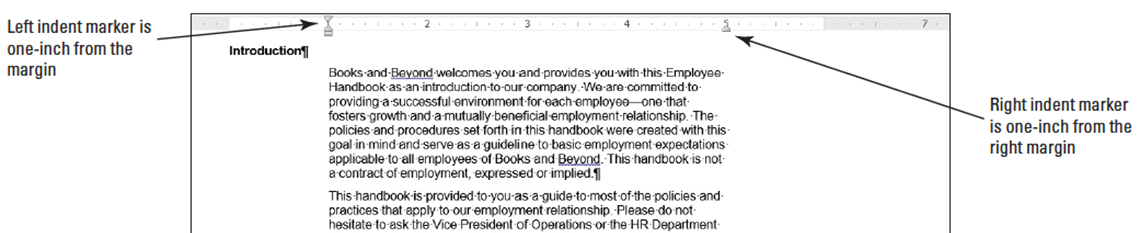 Left indent marker is
one-inch from the
margin
2 3 4 5 7
Introduction¶
Books·and·Beyond·welcomes·you·and·provides·you·with·this·Employee·
Handbook·as·an·introduction·to·our·company.·We·are·committed·to·
providing·a·successful·environment·for·each·employee—one·that·
fosters·growth·and·a·mutually·beneficial·employment·relationship.·The·
policies·and·procedures·set·forth·in·this·handbook·were·created·with·this·
goal·in·mind·and·serve·as·a·guideline·to·basic·employment·expectations·
applicable·to·all·employees·of·Books·and·Beyond.·This·handbook·is·not·
a·contract·of·employment,·expressed·or·implied.¶
This·handbook·is·provided·to·you·as·a·guide·to·most·of·the·policies·and·
practices·that·apply·to·our·employment·relationship.·Please·do·not·
hesitate·to·ask·the·Vice·President·of·Operations·or·the·HR·Department·
Right indent marker
is one-inch from the
right margin